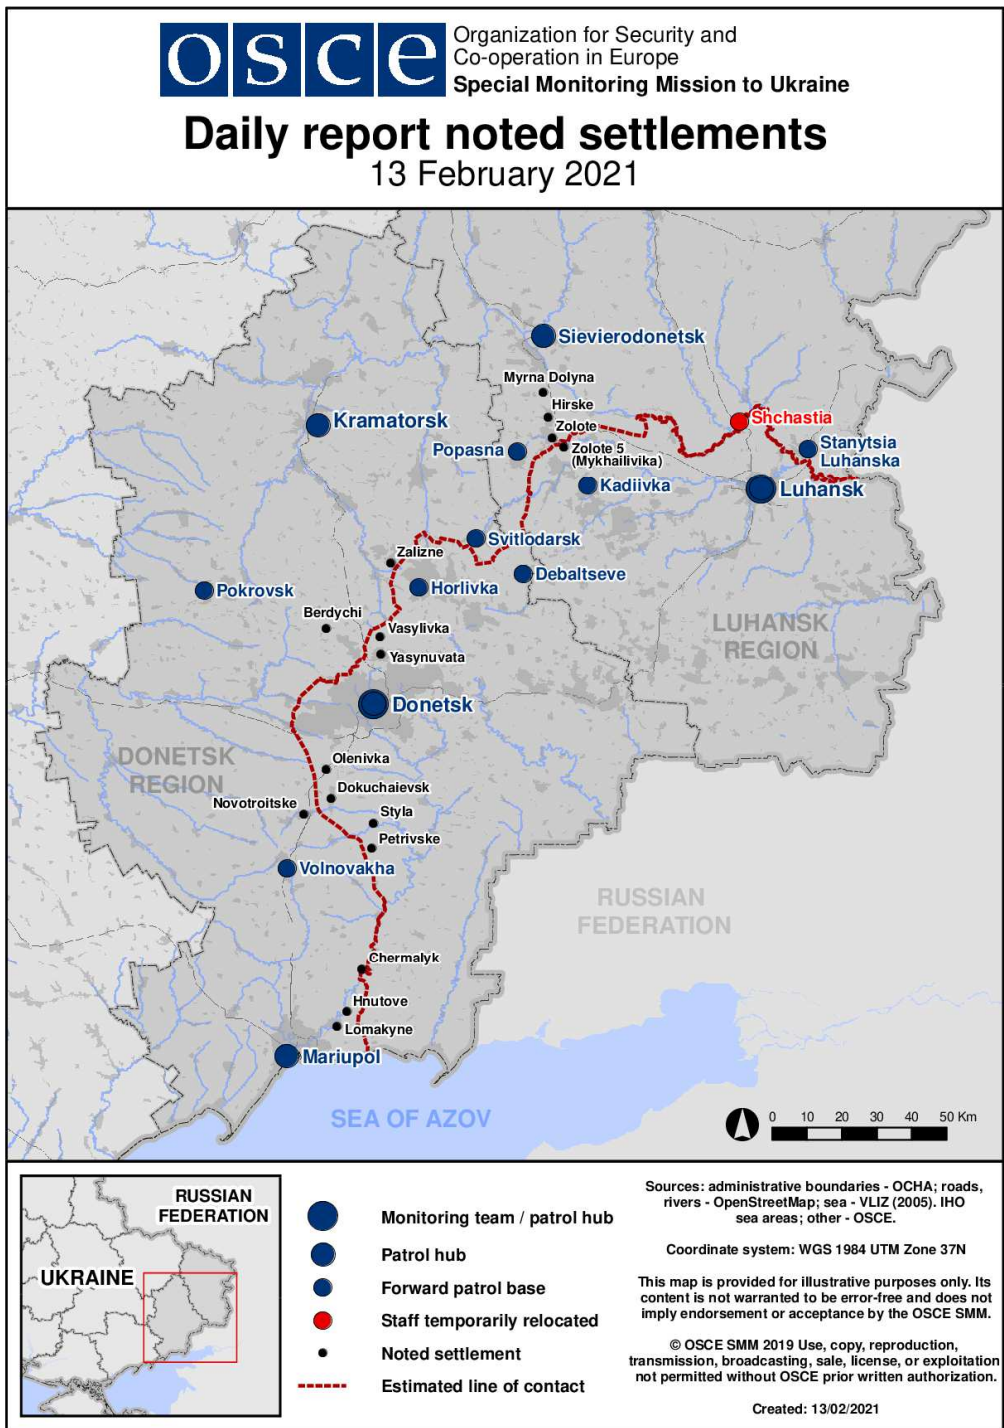 osce
Organization for Security and
Co-operation in Europe
Special Monitoring Mission to Ukraine
Daily report noted settlements
13 February 2021
Sievierodonetsk
Myrna Dolyna
Hirske
Kramatorsk
Shchastia
Zolote
Popasna
Zolote 5
(Mykhailivika)
Stanytsia
Luhanska
Kadiivka
Luhansk
Svitlodarsk
Zalizne
Debaltseve
Pokrovsk
Horlivka
Berdychi
Vasylivka
LUHANSK
REGION
Yasynuvata
Donetsk
DONETSK
REGION
Olenivka
Dokuchaievsk
Novotroitske
Styla
Petrivske
Volnovakha
RUSSIAN
FEDERATION
Chermalyk
Hnutove
Lomakyne
Mariupol
SEA OF AZOV
0 10 20 30 40 50 Km
RUSSIAN
FEDERATION
UKRAINE
Monitoring team / patrol hub
Patrol hub
Forward patrol base
Staff temporarily relocated
Noted settlement
Estimated line of contact
Sources: administrative boundaries - OCHA; roads,
rivers - OpenStreetMap; sea - VLIZ (2005). IHO
sea areas; other - OSCE.
Coordinate system: WGS 1984 UTM Zone 37N
This map is provided for illustrative purposes only. Its
content is not warranted to be error-free and does not
imply endorsement or acceptance by the OSCE SMM.
© OSCE SMM 2019 Use, copy, reproduction,
transmission, broadcasting, sale, license, or exploitation
not permitted without OSCE prior written authorization.
Created: 13/02/2021